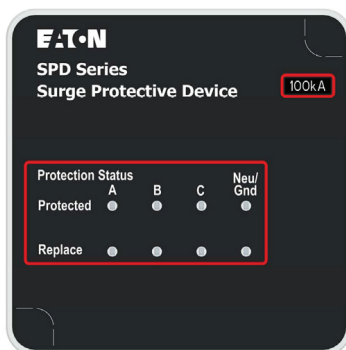 EATON
SPD Series
Surge Protective Device
100kA
Protection Status
A B C Neu/
Gnd
Protected
Replace